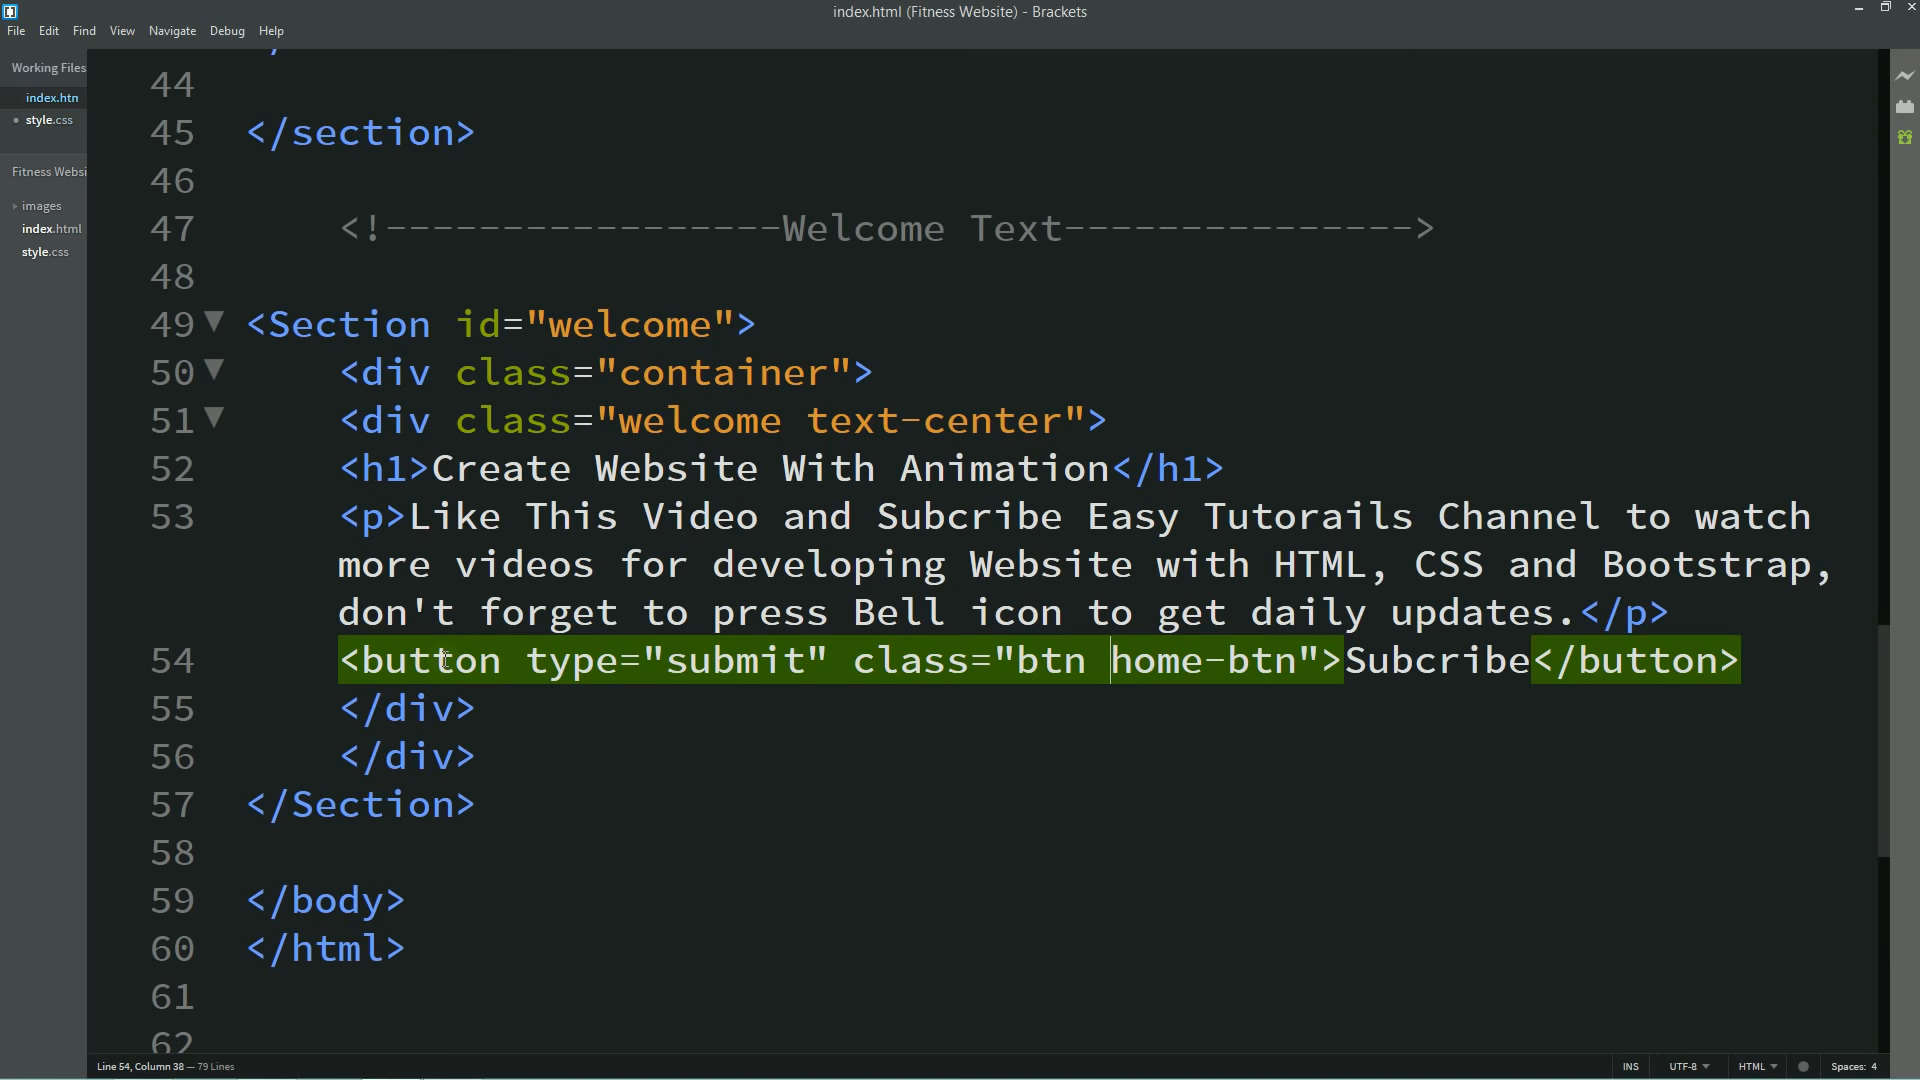 index.html (Fitness Website) - Brackets
File Edit Find View Navigate Debug Help
Working Files
index.htn
style.css
Fitness Websi
images
index.html
style.css
44
45 </section>
46
47 <!-----------------Welcome Text--------------->
48
49 <Section id="welcome">
50 <div class="container">
51 <div class="welcome text-center">
52 <h1>Create Website With Animation</h1>
53 <p>Like This Video and Subcribe Easy Tutorails Channel to watch
more videos for developing Website with HTML, CSS and Bootstrap,
don't forget to press Bell icon to get daily updates.</p>
54 <button type="submit" class="btn home-btn">Subcribe</button>
55 </div>
56 </div>
57 </Section>
58
59 </body>
60 </html>
61
62
Line 54, Column 38 — 79 Lines INS UTF-8 HTML Spaces: 4